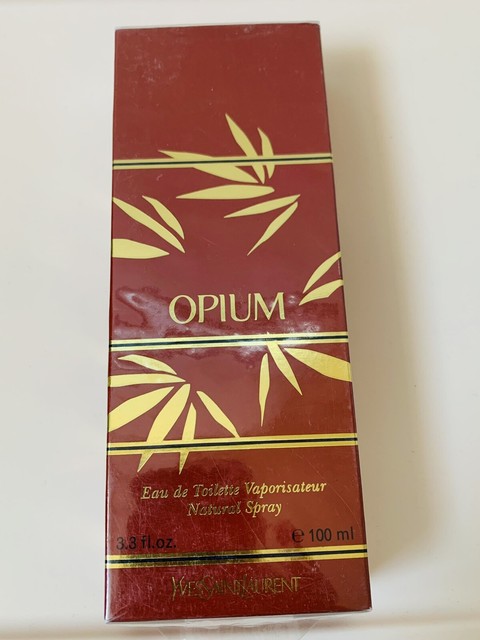 OPIUM
Eau de Toilette Vaporisateur
Natural Spray
3.3 fl.oz. e 100 ml
YVESSAINTLAURENT